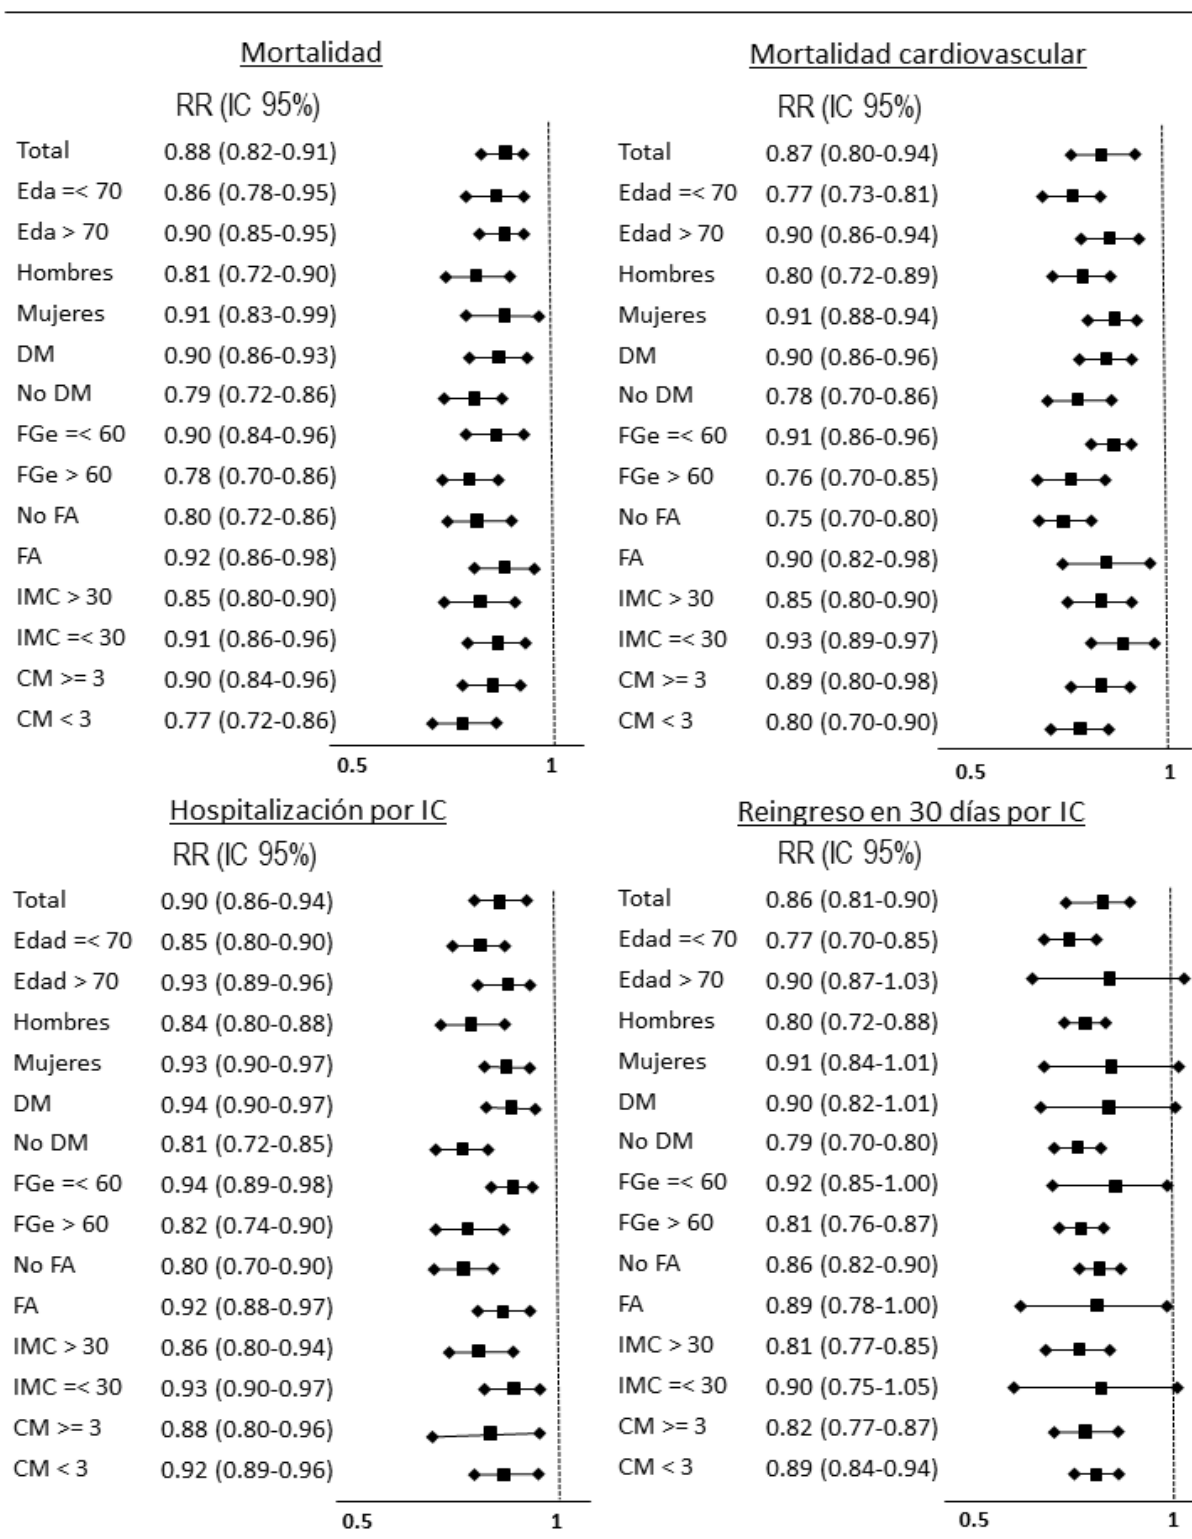 Mortalidad
RR (IC 95%)
Total 0.88 (0.82-0.91)
Eda =< 70 0.86 (0.78-0.95)
Eda > 70 0.90 (0.85-0.95)
Hombres 0.81 (0.72-0.90)
Mujeres 0.91 (0.83-0.99)
DM 0.90 (0.86-0.93)
No DM 0.79 (0.72-0.86)
FGe =< 60 0.90 (0.84-0.96)
FGe > 60 0.78 (0.70-0.86)
No FA 0.80 (0.72-0.86)
FA 0.92 (0.86-0.98)
IMC > 30 0.85 (0.80-0.90)
IMC =< 30 0.91 (0.86-0.96)
CM >= 3 0.90 (0.84-0.96)
CM < 3 0.77 (0.72-0.86)
0.5 1
Mortalidad cardiovascular
RR (IC 95%)
Total 0.87 (0.80-0.94)
Edad =< 70 0.77 (0.73-0.81)
Edad > 70 0.90 (0.86-0.94)
Hombres 0.80 (0.72-0.89)
Mujeres 0.91 (0.88-0.94)
DM 0.90 (0.86-0.96)
No DM 0.78 (0.70-0.86)
FGe =< 60 0.91 (0.86-0.96)
FGe > 60 0.76 (0.70-0.85)
No FA 0.75 (0.70-0.80)
FA 0.90 (0.82-0.98)
IMC > 30 0.85 (0.80-0.90)
IMC =< 30 0.93 (0.89-0.97)
CM >= 3 0.89 (0.80-0.98)
CM < 3 0.80 (0.70-0.90)
0.5 1
Hospitalización por IC
RR (IC 95%)
Total 0.90 (0.86-0.94)
Edad =< 70 0.85 (0.80-0.90)
Edad > 70 0.93 (0.89-0.96)
Hombres 0.84 (0.80-0.88)
Mujeres 0.93 (0.90-0.97)
DM 0.94 (0.90-0.97)
No DM 0.81 (0.72-0.85)
FGe =< 60 0.94 (0.89-0.98)
FGe > 60 0.82 (0.74-0.90)
No FA 0.80 (0.70-0.90)
FA 0.92 (0.88-0.97)
IMC > 30 0.86 (0.80-0.94)
IMC =< 30 0.93 (0.90-0.97)
CM >= 3 0.88 (0.80-0.96)
CM < 3 0.92 (0.89-0.96)
0.5 1
Reingreso en 30 días por IC
RR (IC 95%)
Total 0.86 (0.81-0.90)
Edad =< 70 0.77 (0.70-0.85)
Edad > 70 0.90 (0.87-1.03)
Hombres 0.80 (0.72-0.88)
Mujeres 0.91 (0.84-1.01)
DM 0.90 (0.82-1.01)
No DM 0.79 (0.70-0.80)
FGe =< 60 0.92 (0.85-1.00)
FGe > 60 0.81 (0.76-0.87)
No FA 0.86 (0.82-0.90)
FA 0.89 (0.78-1.00)
IMC > 30 0.81 (0.77-0.85)
IMC =< 30 0.90 (0.75-1.05)
CM >= 3 0.82 (0.77-0.87)
CM < 3 0.89 (0.84-0.94)
0.5 1